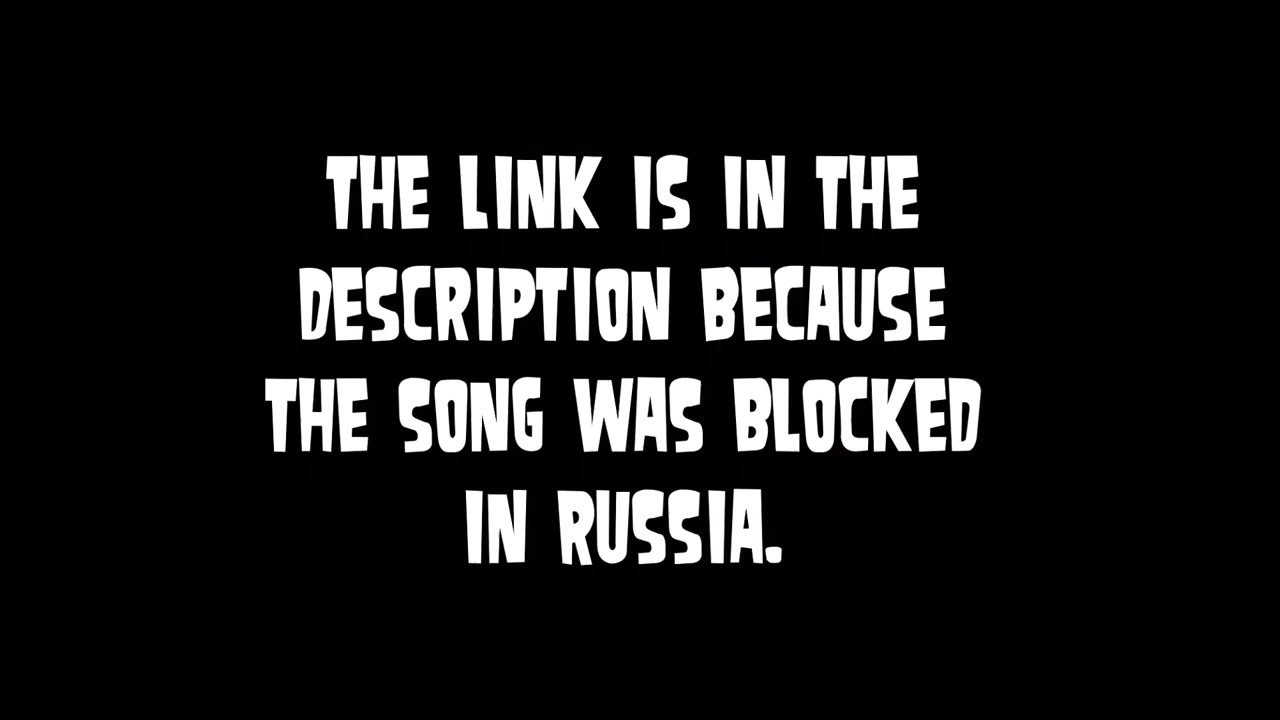 THE LINK IS IN THE
DESCRIPTION BECAUSE
THE SONG WAS BLOCKED
IN RUSSIA.